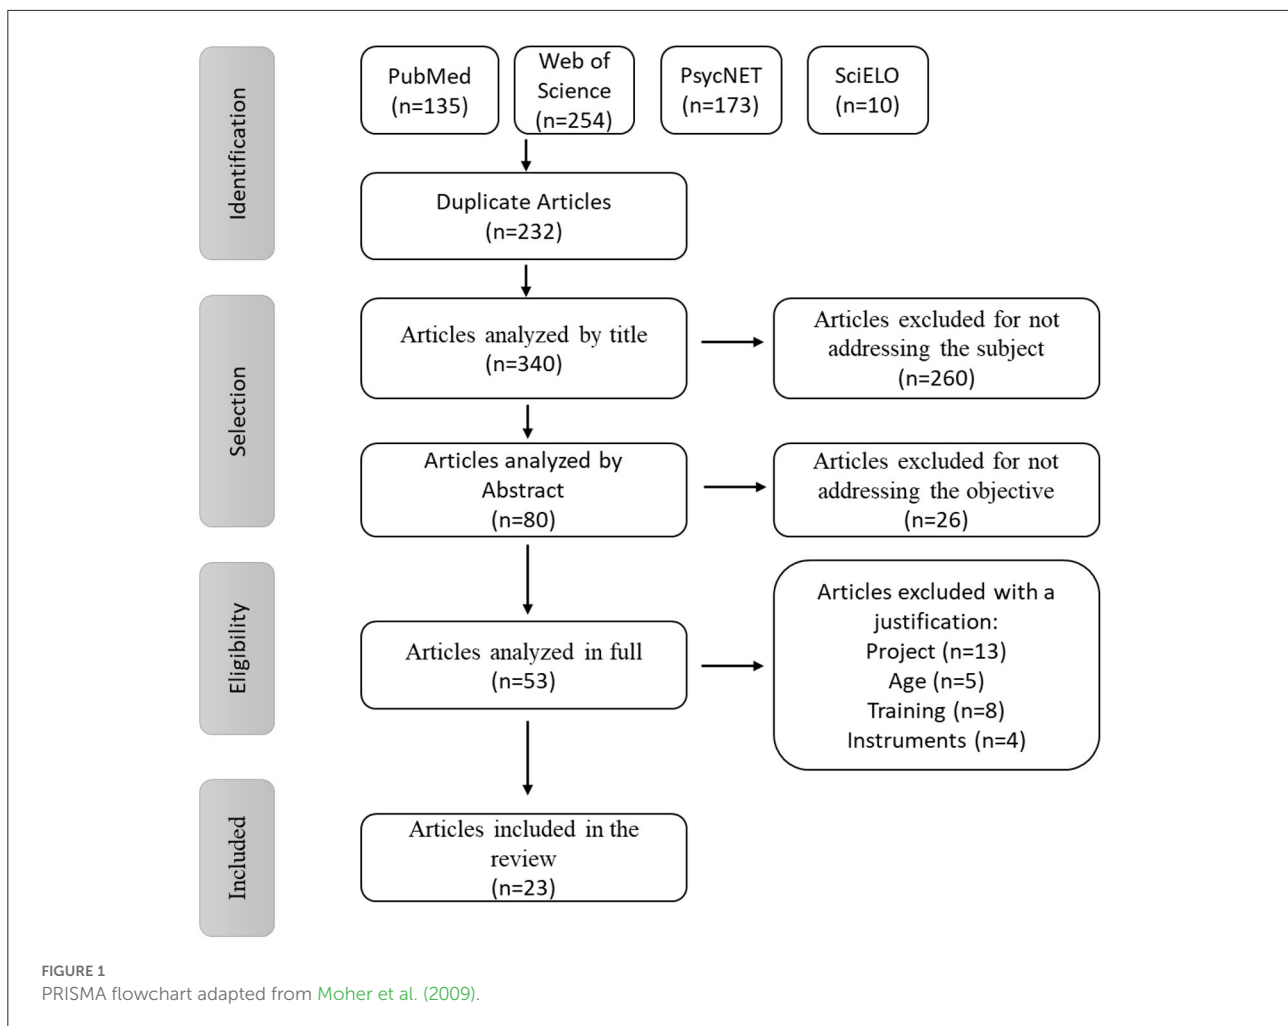 Identification
PubMed
(n=135)
Web of
Science
(n=254)
PsycNET
(n=173)
SciELO
(n=10)
Duplicate Articles
(n=232)
Selection
Articles analyzed by title
(n=340)
Articles excluded for not
addressing the subject
(n=260)
Articles analyzed by
Abstract
(n=80)
Articles excluded for not
addressing the objective
(n=26)
Eligibility
Articles analyzed in full
(n=53)
Articles excluded with a
justification:
Project (n=13)
Age (n=5)
Training (n=8)
Instruments (n=4)
Included
Articles included in the
review
(n=23)
FIGURE 1
PRISMA flowchart adapted from Moher et al. (2009).